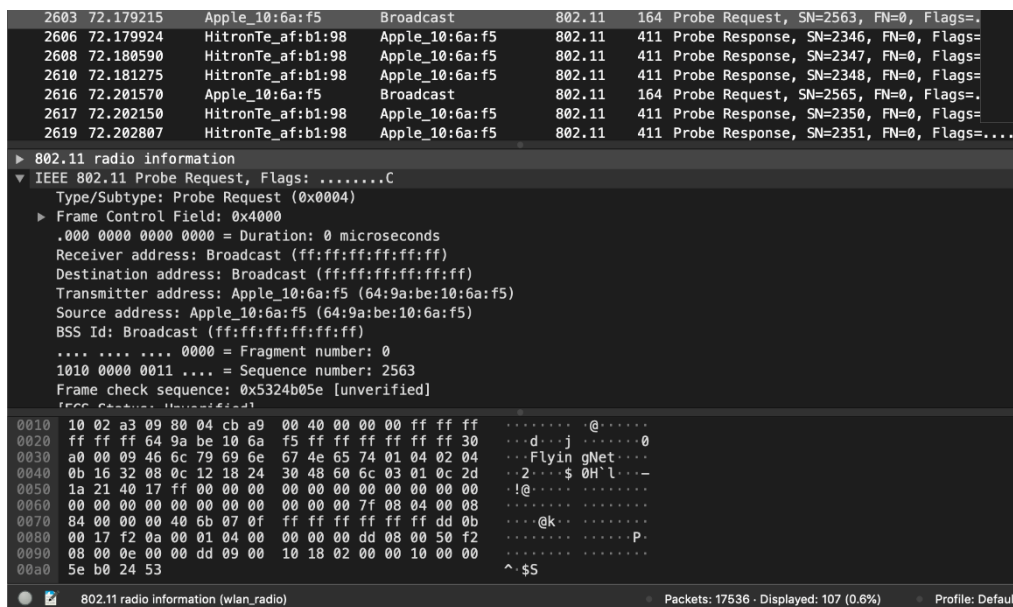 2603 72.179215 Apple_10:6a:f5 Broadcast 802.11 164 Probe Request, SN=2563, FN=0, Flags=.
2606 72.179924 HitronTe_af:b1:98 Apple_10:6a:f5 802.11 411 Probe Response, SN=2346, FN=0, Flags=
2608 72.180590 HitronTe_af:b1:98 Apple_10:6a:f5 802.11 411 Probe Response, SN=2347, FN=0, Flags=
2610 72.181275 HitronTe_af:b1:98 Apple_10:6a:f5 802.11 411 Probe Response, SN=2348, FN=0, Flags=
2616 72.201570 Apple_10:6a:f5 Broadcast 802.11 164 Probe Request, SN=2565, FN=0, Flags=.
2617 72.202150 HitronTe_af:b1:98 Apple_10:6a:f5 802.11 411 Probe Response, SN=2350, FN=0, Flags=
2619 72.202807 HitronTe_af:b1:98 Apple_10:6a:f5 802.11 411 Probe Response, SN=2351, FN=0, Flags=....
802.11 radio information
IEEE 802.11 Probe Request, Flags: ........C
Type/Subtype: Probe Request (0x0004)
Frame Control Field: 0x4000
.000 0000 0000 0000 = Duration: 0 microseconds
Receiver address: Broadcast (ff:ff:ff:ff:ff:ff)
Destination address: Broadcast (ff:ff:ff:ff:ff:ff)
Transmitter address: Apple_10:6a:f5 (64:9a:be:10:6a:f5)
Source address: Apple_10:6a:f5 (64:9a:be:10:6a:f5)
BSS Id: Broadcast (ff:ff:ff:ff:ff:ff)
.... .... .... 0000 = Fragment number: 0
1010 0000 0011 .... = Sequence number: 2563
Frame check sequence: 0x5324b05e [unverified]
[FCS Status: Unverified]
0010 10 02 a3 09 80 04 cb a9 00 40 00 00 00 ff ff ff ·········@······
0020 ff ff ff 64 9a be 10 6a f5 ff ff ff ff ff ff 30 ···d···j·······0
0030 a0 00 09 46 6c 79 69 6e 67 4e 65 74 01 04 02 04 ···Flyin gNet····
0040 0b 16 32 08 0c 12 18 24 30 48 60 6c 03 01 0c 2d ··2····$ 0H`l···-
0050 1a 21 40 17 ff 00 00 00 00 00 00 00 00 00 00 00 ·!@·············
0060 00 00 00 00 00 00 00 00 00 00 00 7f 08 04 00 08 ················
0070 84 00 00 00 40 6b 07 0f ff ff ff ff ff ff dd 0b ····@k··········
0080 00 17 f2 0a 00 01 04 00 00 00 00 dd 08 00 50 f2 ··············P·
0090 08 00 0e 00 00 dd 09 00 10 18 02 00 00 10 00 00 ················
00a0 5e b0 24 53 ^·$S
802.11 radio information (wlan_radio) Packets: 17536 · Displayed: 107 (0.6%) Profile: Defaul